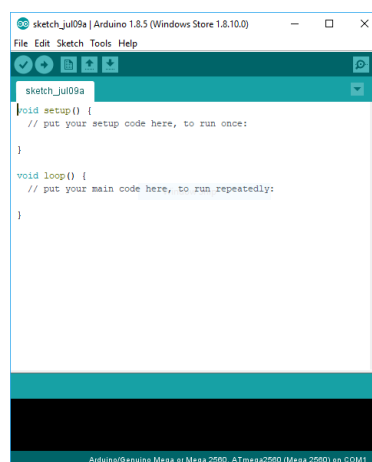 sketch_jul09a | Arduino 1.8.5 (Windows Store 1.8.10.0)
File Edit Sketch Tools Help
sketch_jul09a
void setup() {
// put your setup code here, to run once:
}
void loop() {
// put your main code here, to run repeatedly:
}
Arduino/Genuino Mega or Mega 2560, ATmega2560 (Mega 2560) on COM1